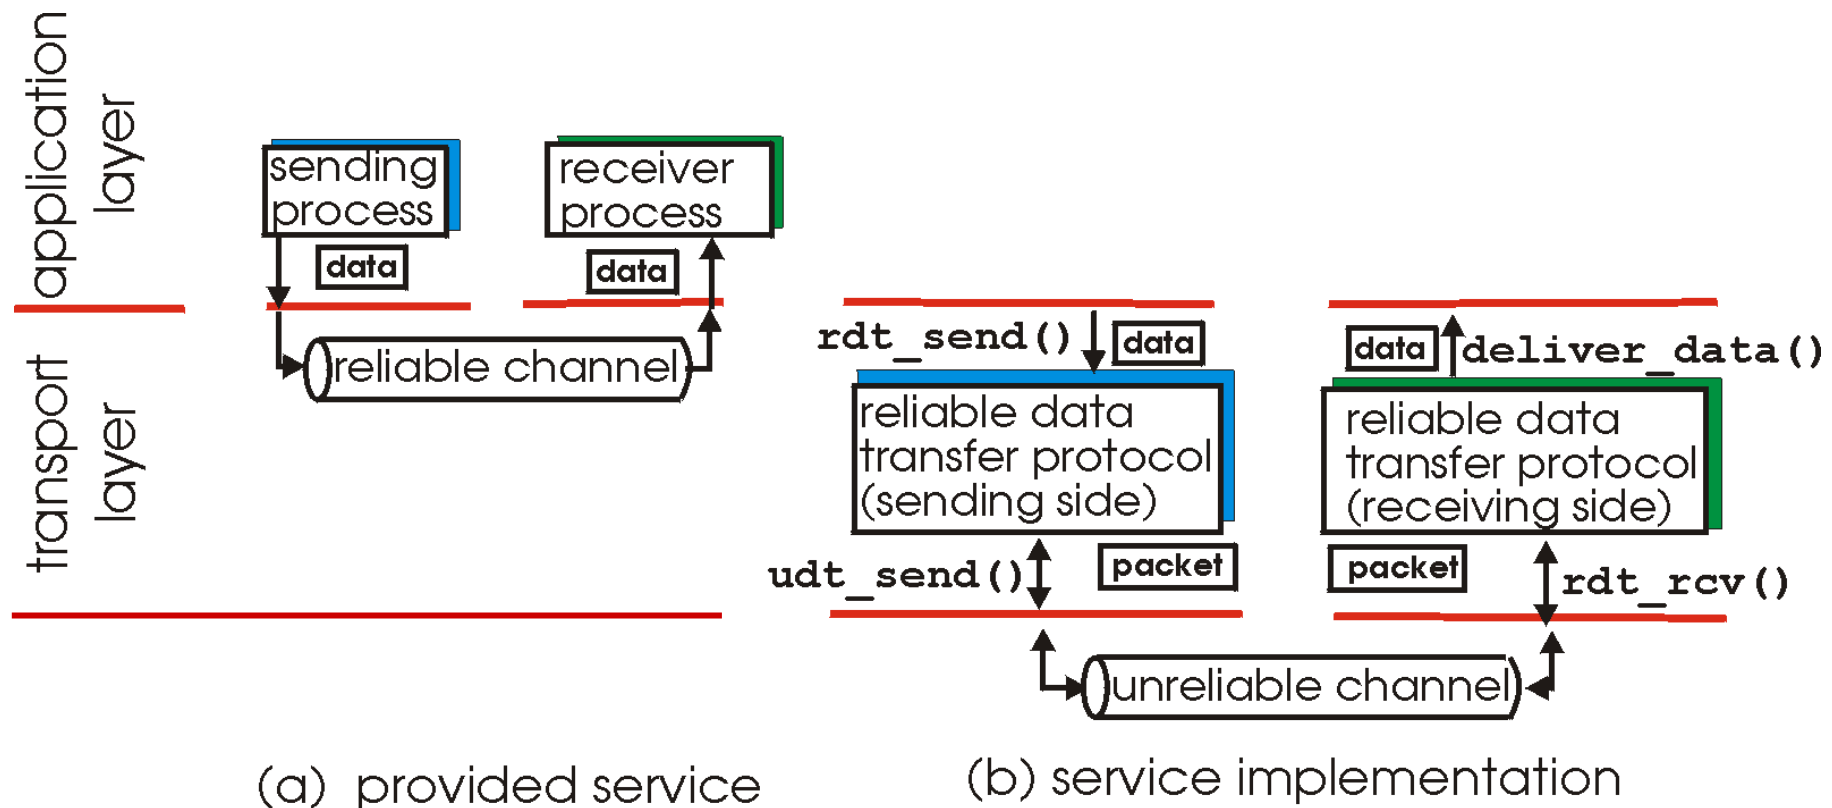 application
layer
transport
layer
sending
process
data
receiver
process
data
reliable channel
(a) provided service
rdt_send()
data
reliable data
transfer protocol
(sending side)
udt_send()
packet
data
deliver_data()
reliable data
transfer protocol
(receiving side)
packet
rdt_rcv()
unreliable channel
(b) service implementation